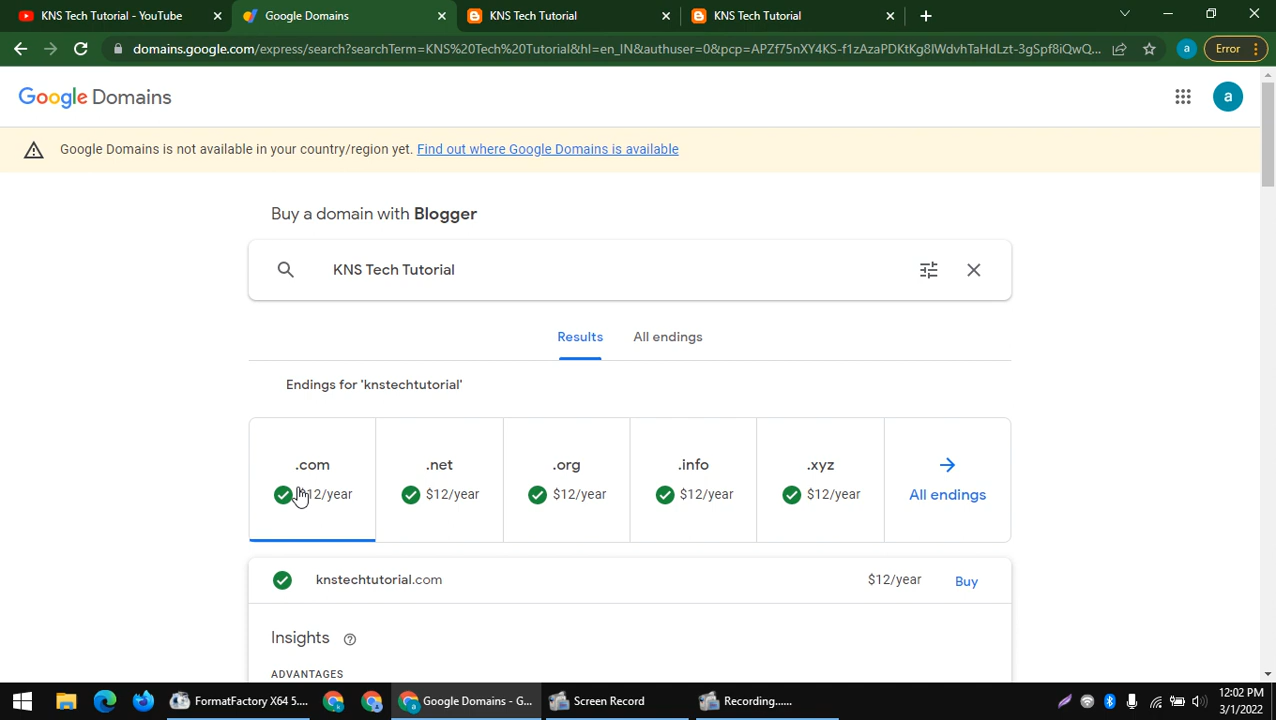 KNS Tech Tutorial - YouTube
Google Domains
KNS Tech Tutorial
KNS Tech Tutorial
domains.google.com/express/search?searchTerm=KNS%20Tech%20Tutorial&hl=en_IN&authuser=0&pcp=APZf75nXY4KS-f1zAzaPDKtKg8IWdvhTaHdLzt-3gSpf8iQwQ...
a
Error
Google Domains
a
Google Domains is not available in your country/region yet. Find out where Google Domains is available
Buy a domain with Blogger
KNS Tech Tutorial
Results
All endings
Endings for 'knstechtutorial'
.com
.net
.org
.info
.xyz
$12/year
$12/year
$12/year
$12/year
$12/year
All endings
knstechtutorial.com
$12/year
Buy
Insights
ADVANTAGES
FormatFactory X64 5....
Google Domains - G...
Screen Record
Recording......
12:02 PM
3/1/2022